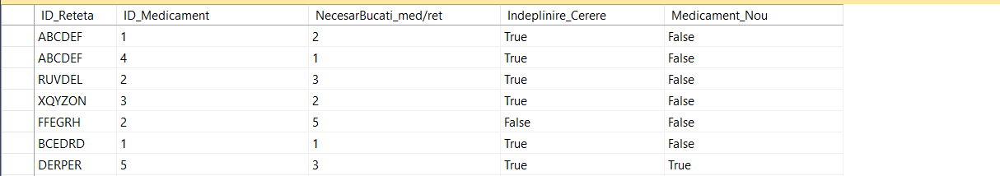 ID_Reteta ID_Medicament NecesarBucati_med/ret Indeplinire_Cerere Medicament_Nou
ABCDEF 1 2 True False
ABCDEF 4 1 True False
RUVDEL 2 3 True False
XQYZON 3 2 True False
FFEGRH 2 5 False False
BCEDRD 1 1 True False
DERPER 5 3 True True